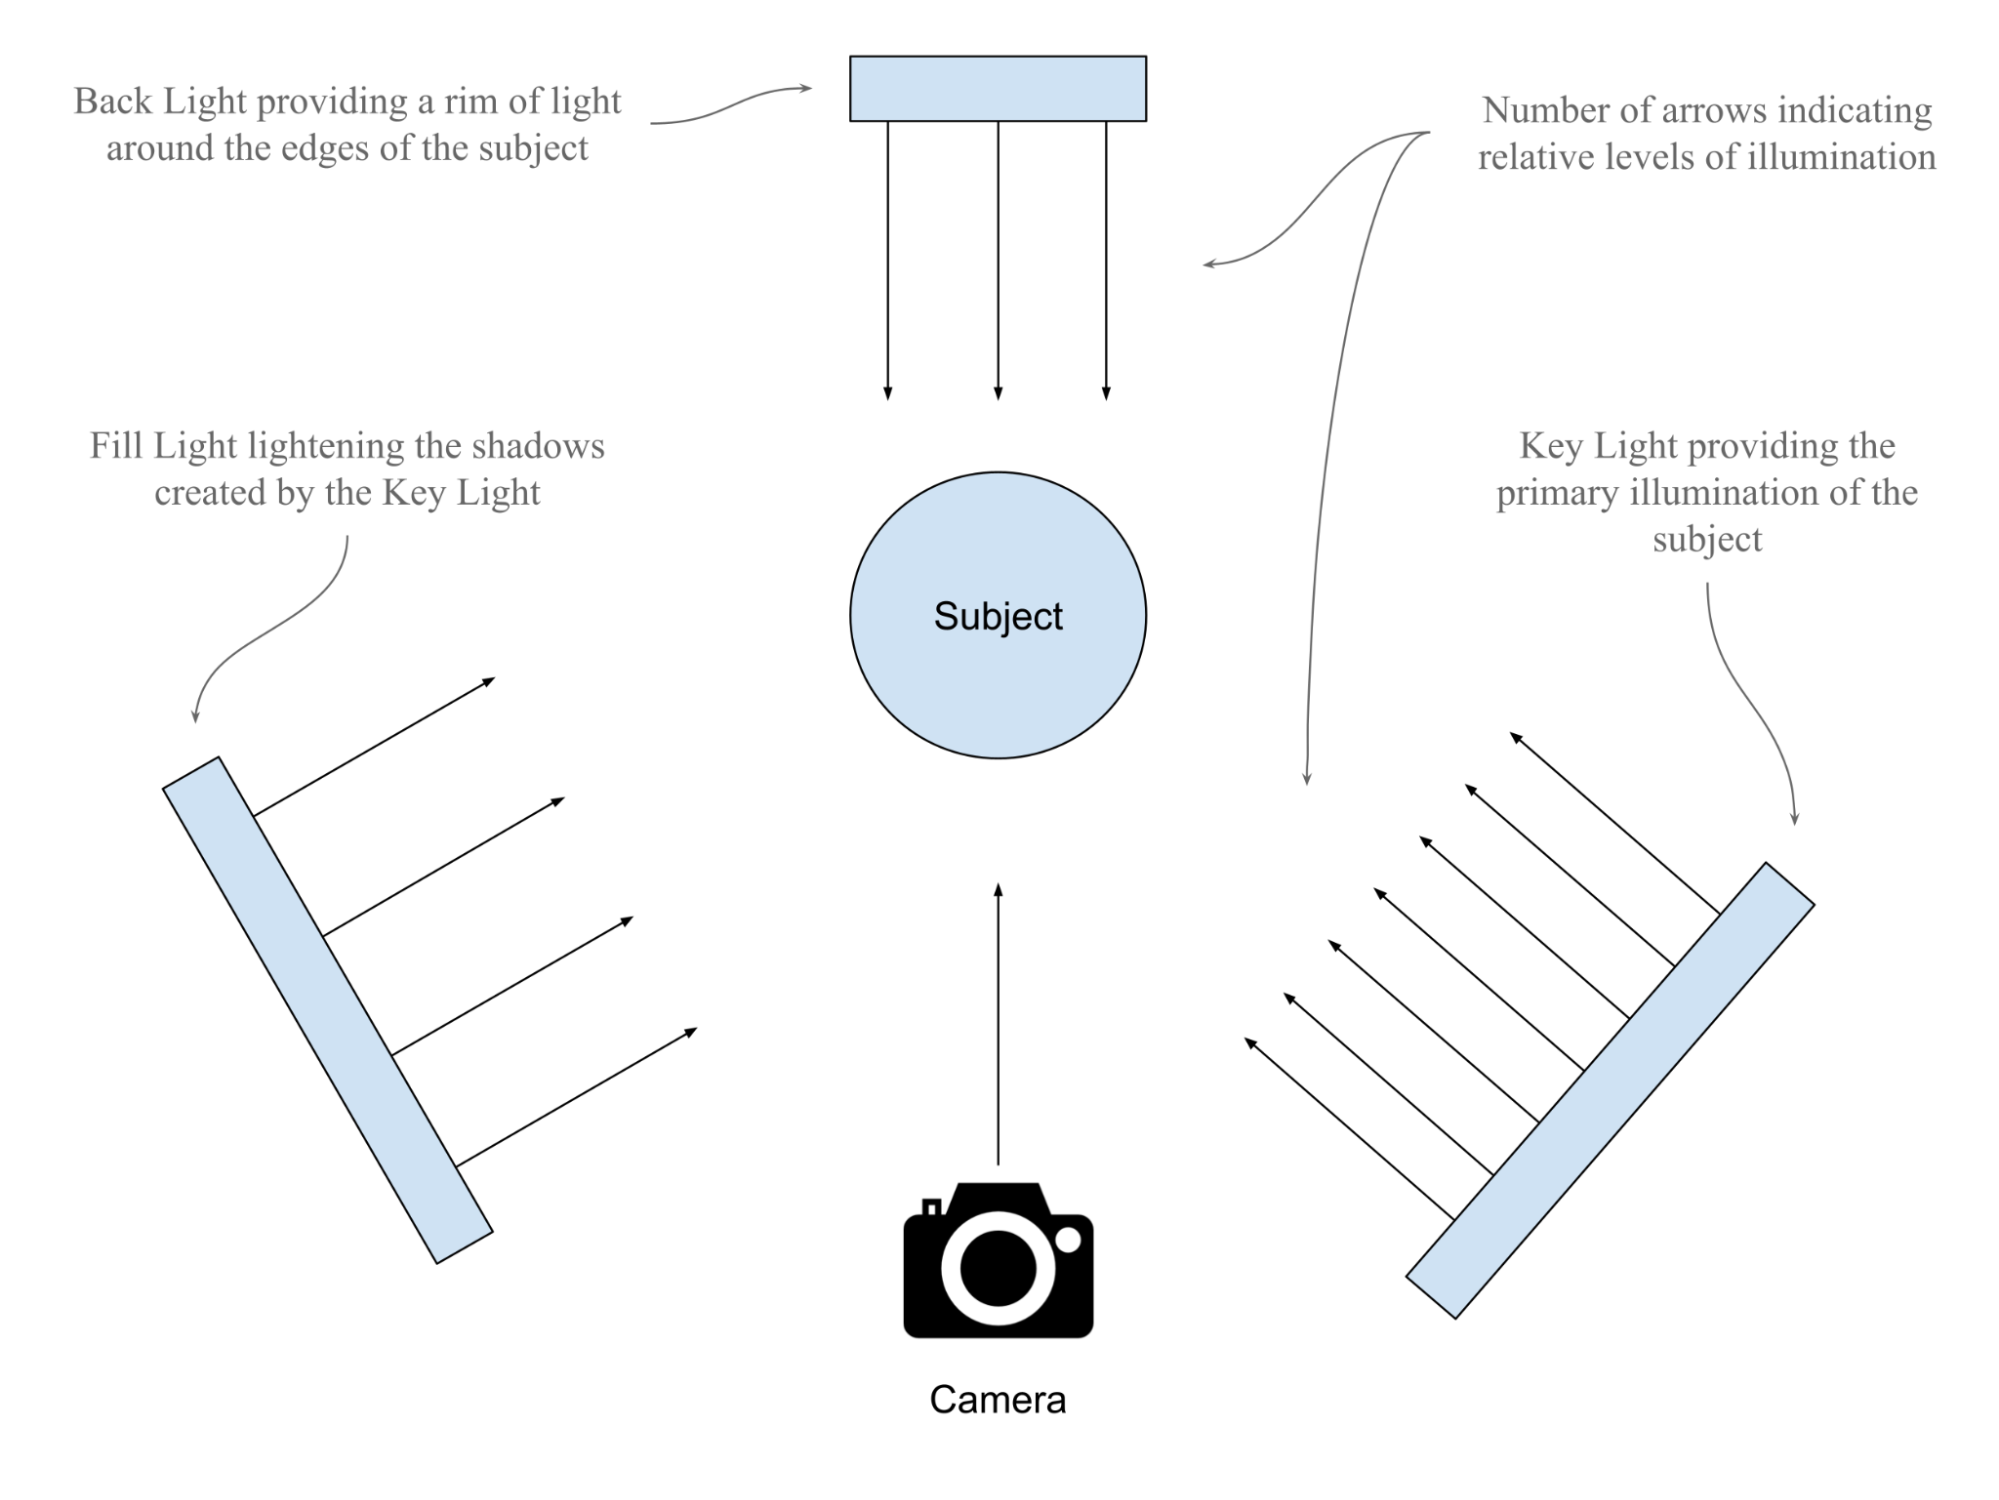 Back Light providing a rim of light
around the edges of the subject
Number of arrows indicating
relative levels of illumination
Fill Light lightening the shadows
created by the Key Light
Key Light providing the
primary illumination of the
subject
Subject
Camera